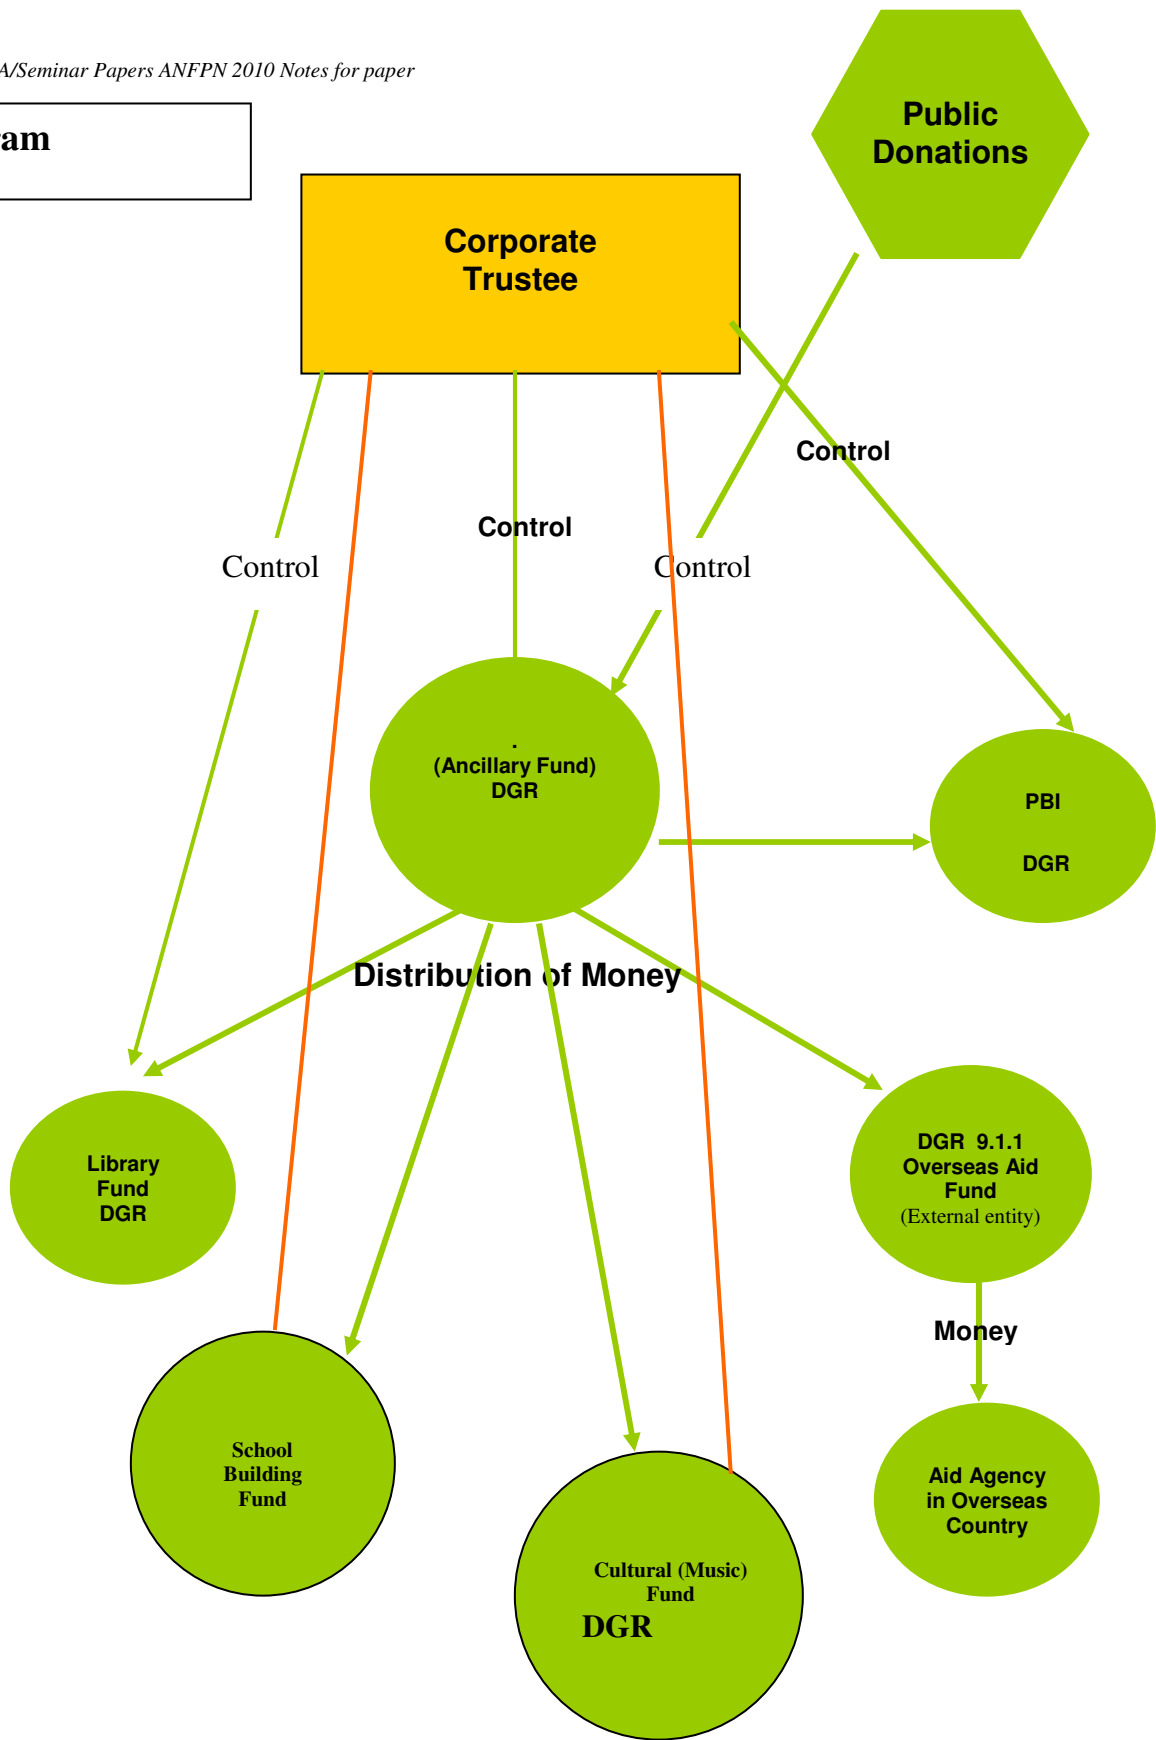 A/Seminar Papers ANFPN 2010 Notes for paper
ram
Public
Donations
Corporate
Trustee
Control
Control
Control
Control
.
(Ancillary Fund)
DGR
PBI
DGR
Distribution of Money
Library
Fund
DGR
DGR 9.1.1
Overseas Aid
Fund
(External entity)
Money
School
Building
Fund
Aid Agency
in Overseas
Country
Cultural (Music)
Fund
DGR